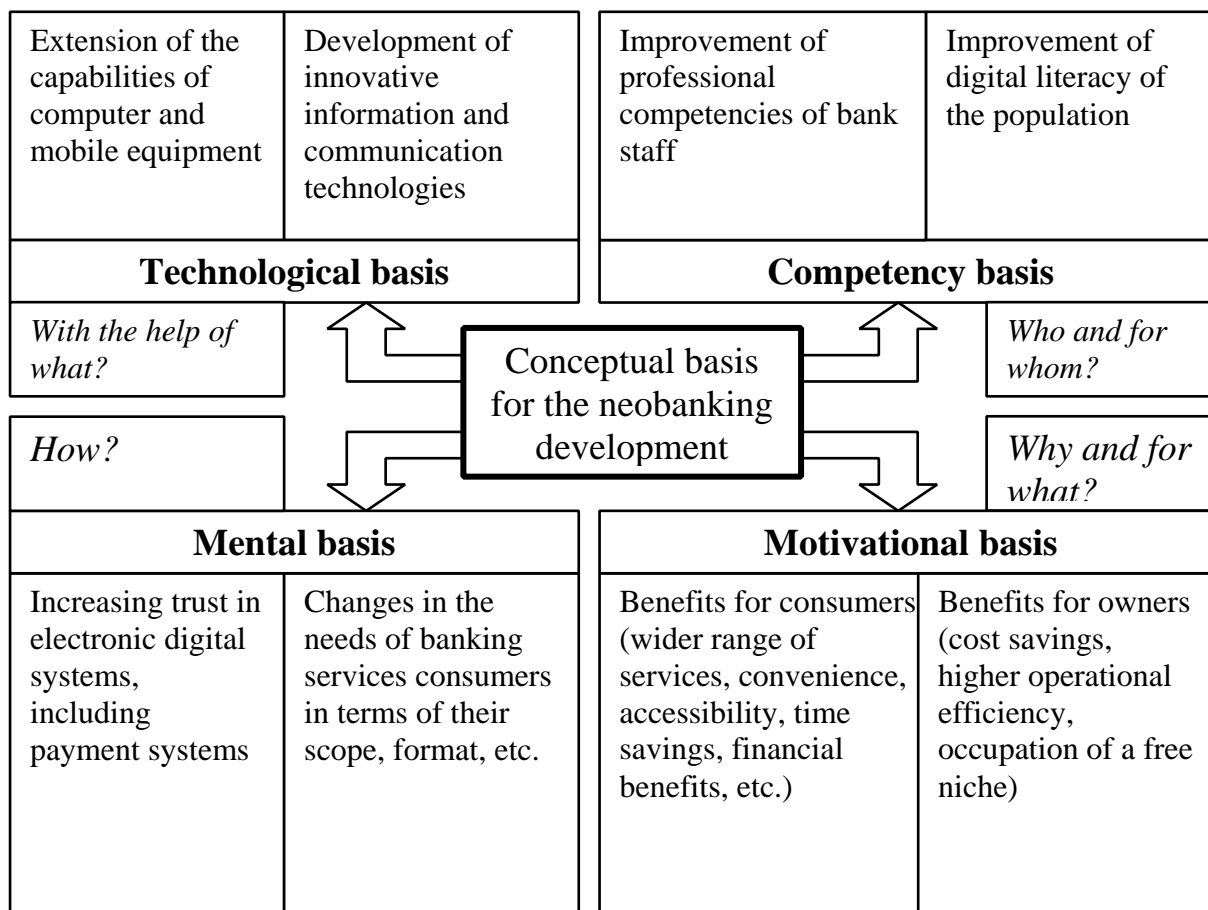 Extension of the
capabilities of
computer and
mobile equipment
Development of
innovative
information and
communication
technologies
Technological basis
With the help of
what?
Improvement of
professional
competencies of bank
staff
Improvement of
digital literacy of
the population
Competency basis
Who and for
whom?
Conceptual basis
for the neobanking
development
How?
Mental basis
Increasing trust in
electronic digital
systems,
including
payment systems
Changes in the
needs of banking
services consumers
in terms of their
scope, format, etc.
Why and for
what?
Motivational basis
Benefits for consumers
(wider range of
services, convenience,
accessibility, time
savings, financial
benefits, etc.)
Benefits for owners
(cost savings,
higher operational
efficiency,
occupation of a free
niche)